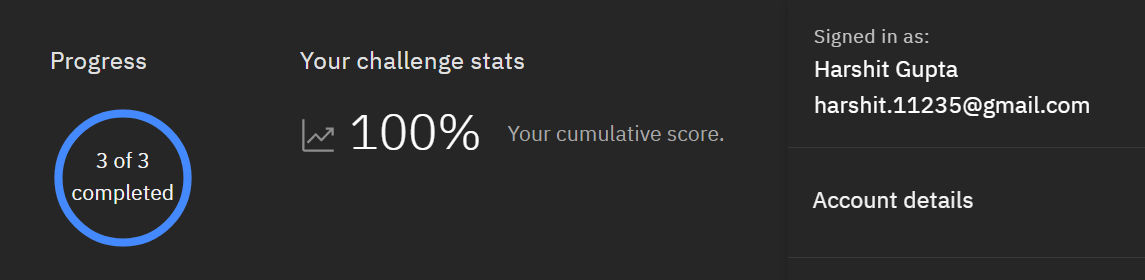 Progress
3 of 3
completed
Your challenge stats
100% Your cumulative score.
Signed in as:
Harshit Gupta
harshit.11235@gmail.com
Account details